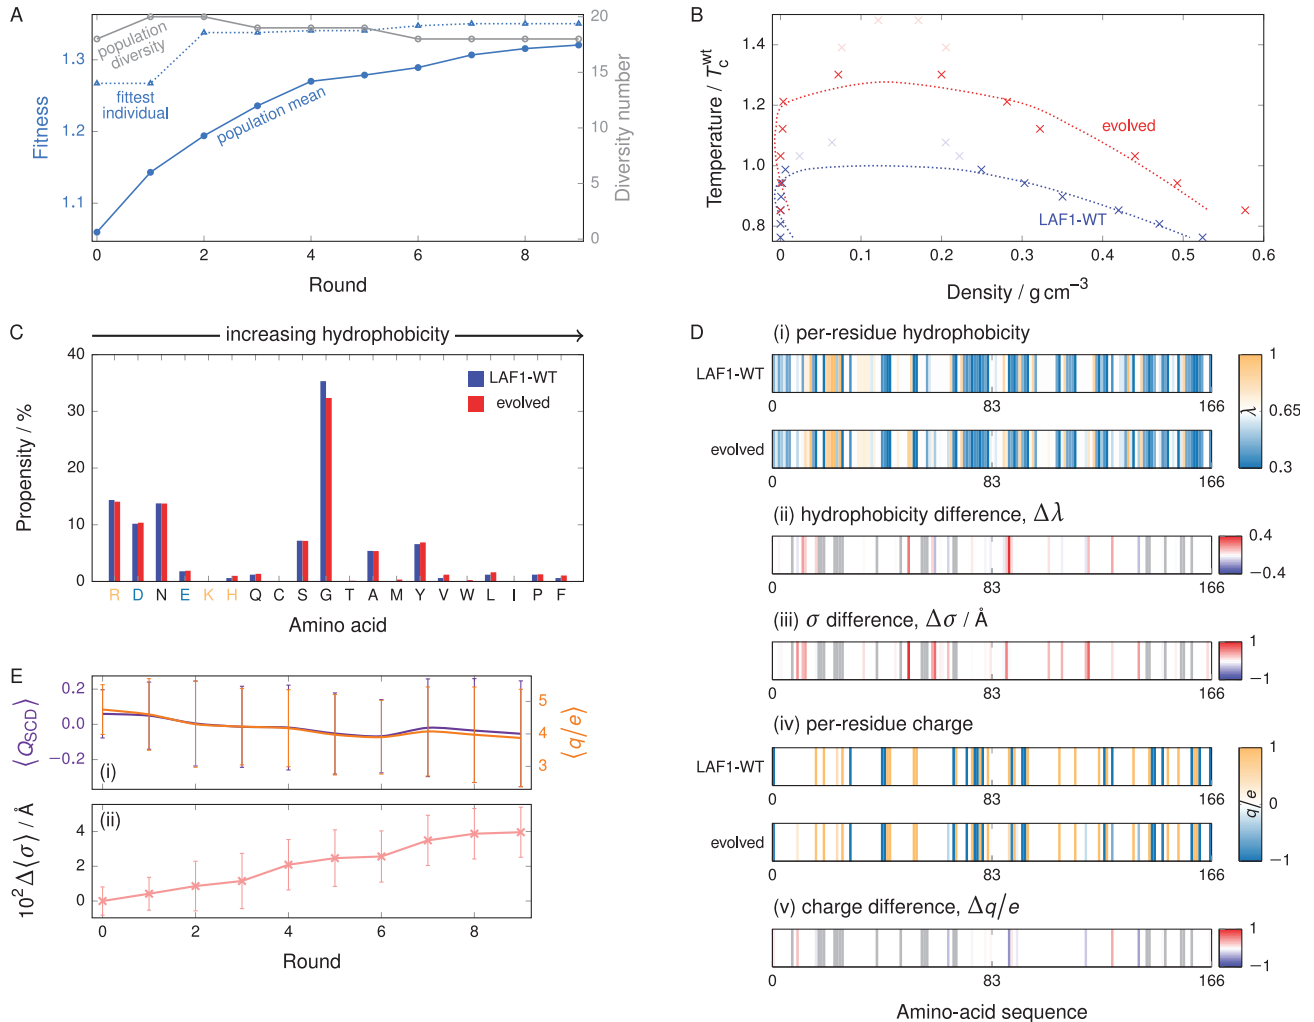 A
Fitness
1.3
1.2
1.1
population
diversity
fittest
individual
population mean
20
15
10
5
0
Diversity number
0 2 4 6 8
Round
B
Temperature / T_c^wt
1.4
1.2
1.0
0.8
evolved
LAF1-WT
0 0.1 0.2 0.3 0.4 0.5 0.6
Density / g cm⁻³
C
increasing hydrophobicity
Propensity / %
40
30
20
10
0
LAF1-WT
evolved
R D N E K H Q C S G T A M Y V W L I P F
Amino acid
D
(i) per-residue hydrophobicity
LAF1-WT
0 83 166
evolved
0 83 166
1
0.65
0.3
λ
(ii) hydrophobicity difference, Δλ
0 83 166
0.4
−0.4
(iii) σ difference, Δσ / Å
0 83 166
1
−1
(iv) per-residue charge
LAF1-WT
0 83 166
evolved
0 83 166
1
0
−1
q/e
(v) charge difference, Δq/e
0 83 166
1
−1
Amino-acid sequence
E
⟨Q_SCD⟩
0.2
0.0
−0.2
(i)
5
4
3
⟨q/e⟩
10² Δ⟨σ⟩ / Å
4
2
0
(ii)
0 2 4 6 8
Round